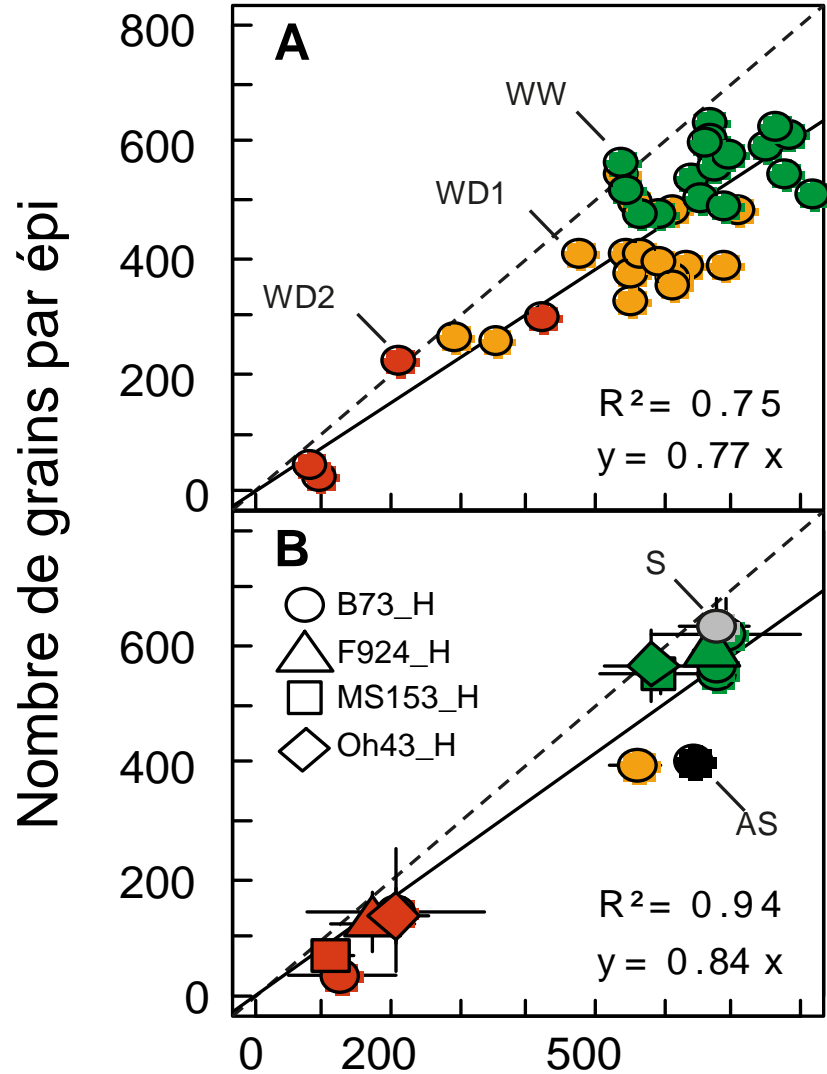 Nombre de grains par épi
800
600
400
200
0
A
WW
WD1
WD2
R²= 0.75
y = 0.77 x
600
400
200
0
B
B73_H
F924_H
MS153_H
Oh43_H
S
AS
R²= 0.94
y = 0.84 x
0 200 500